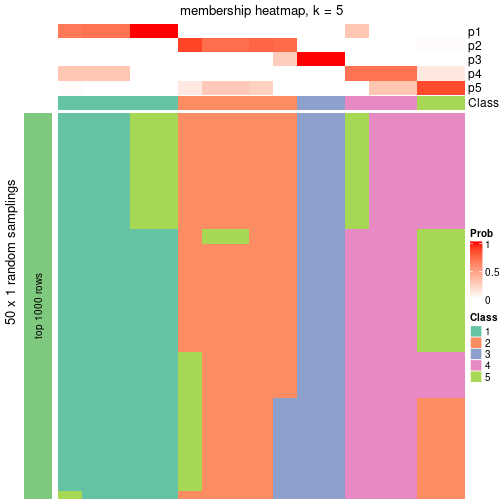 membership heatmap, k = 5
p1
p2
p3
p4
p5
Class
50 x 1 random samplings
top 1000 rows
Prob
1
0.5
0
Class
1
2
3
4
5